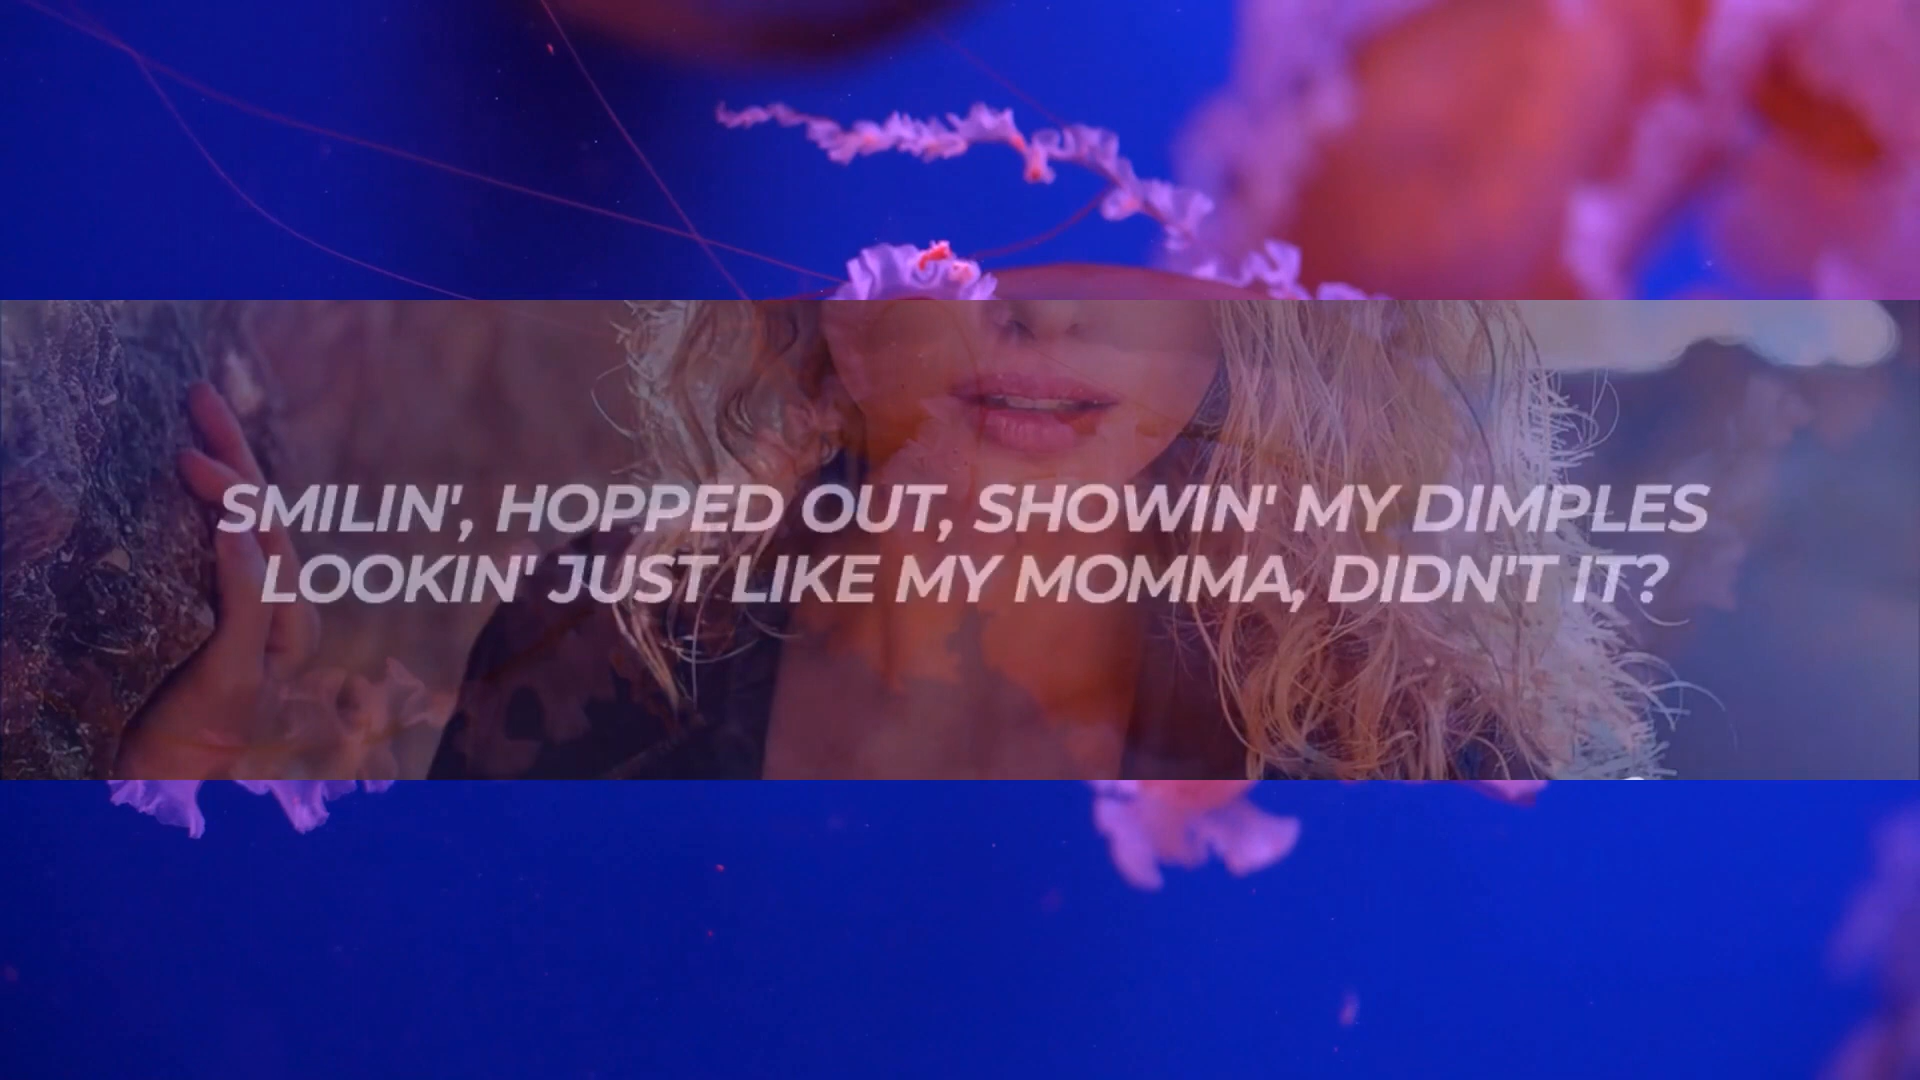 SMILIN', HOPPED OUT, SHOWIN' MY DIMPLES
LOOKIN' JUST LIKE MY MOMMA, DIDN'T IT?